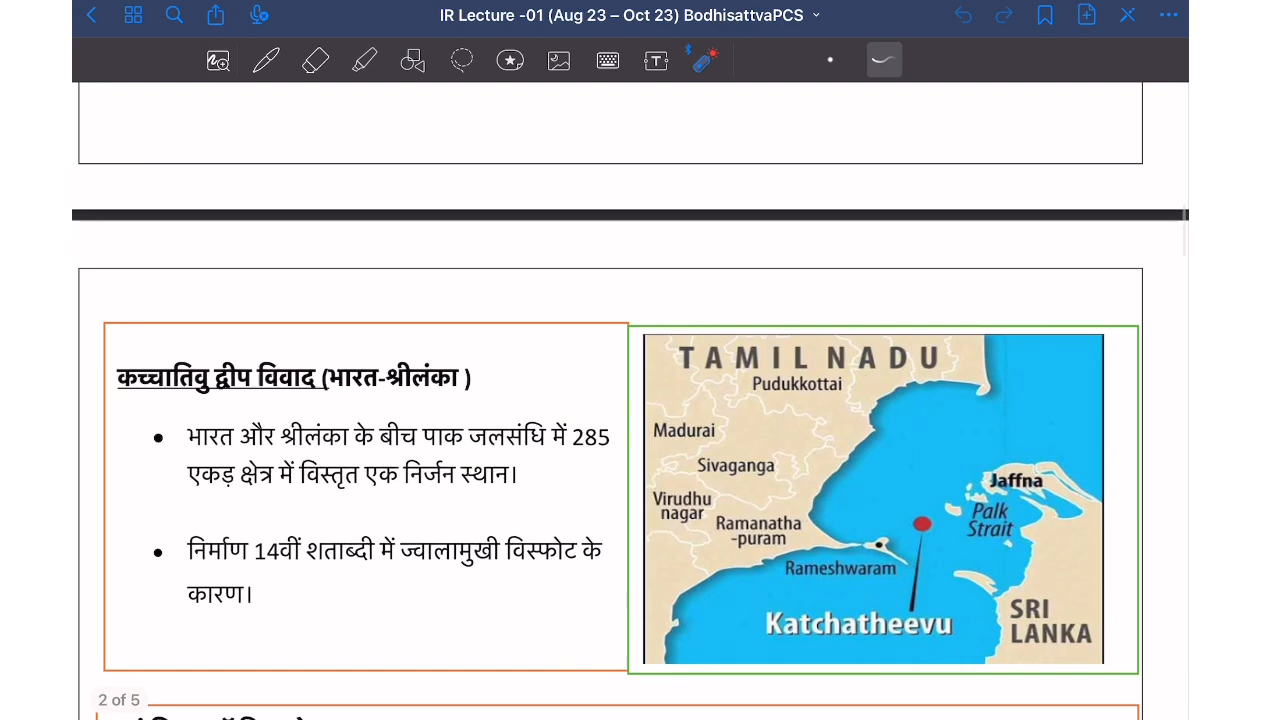 IR Lecture -01 (Aug 23 – Oct 23) BodhisattvaPCS
T
कच्चातिवु द्वीप विवाद (भारत-श्रीलंका )
• भारत और श्रीलंका के बीच पाक जलसंधि में 285
एकड़ क्षेत्र में विस्तृत एक निर्जन स्थान।
• निर्माण 14वीं शताब्दी में ज्वालामुखी विस्फोट के
कारण।
TAMIL NADU
Pudukkottai
Madurai
Sivaganga
Virudhu
nagar
Ramanatha
-puram
Rameshwaram
Jaffna
Palk
Strait
Katchatheevu
SRI
LANKA
2 of 5